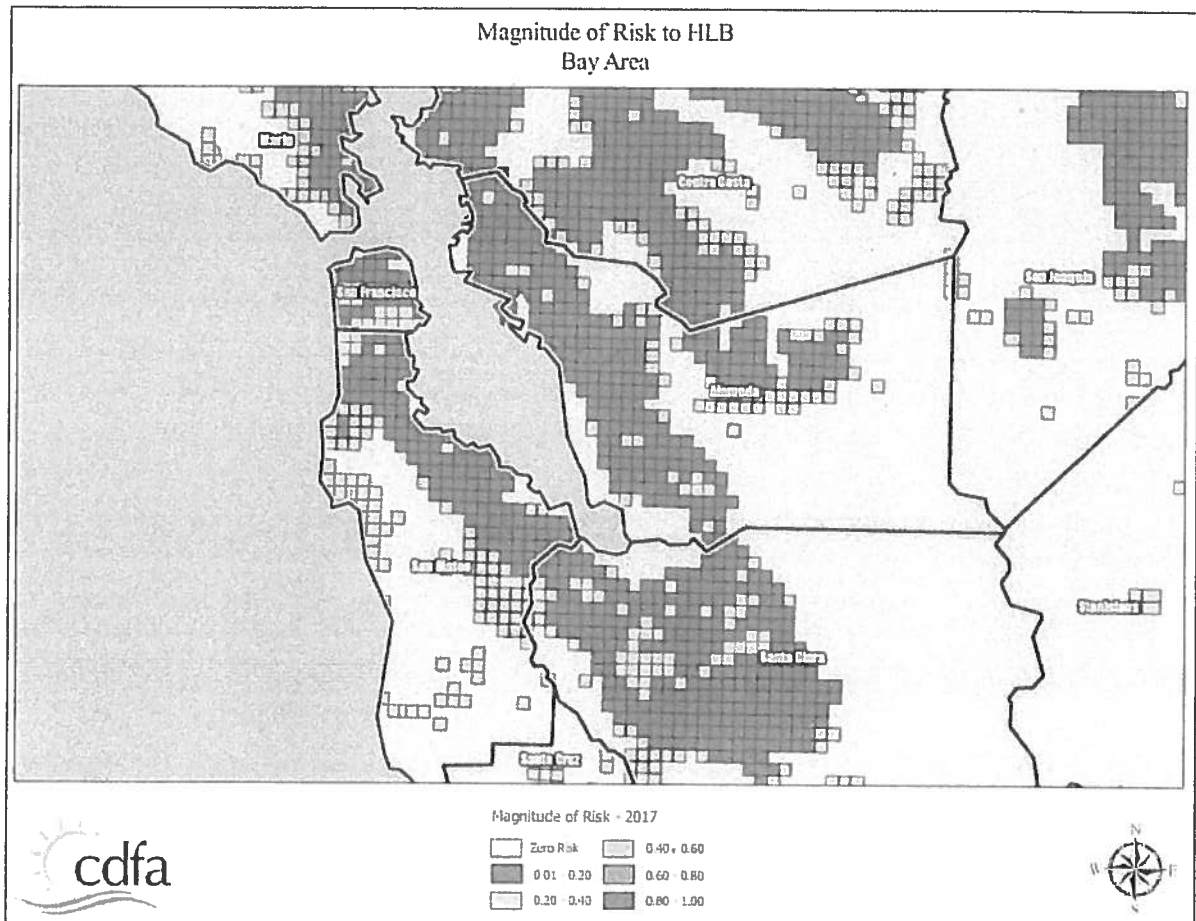 Magnitude of Risk to HLB
Bay Area
Marin
Contra Costa
San Francisco
San Joaquin
Alameda
San Mateo
Stanislaus
Santa Clara
Santa Cruz
Magnitude of Risk - 2017
Zero Risk
0.40 - 0.60
0.01 - 0.20
0.60 - 0.80
0.20 - 0.40
0.80 - 1.00
cdfa
N
W
E
S